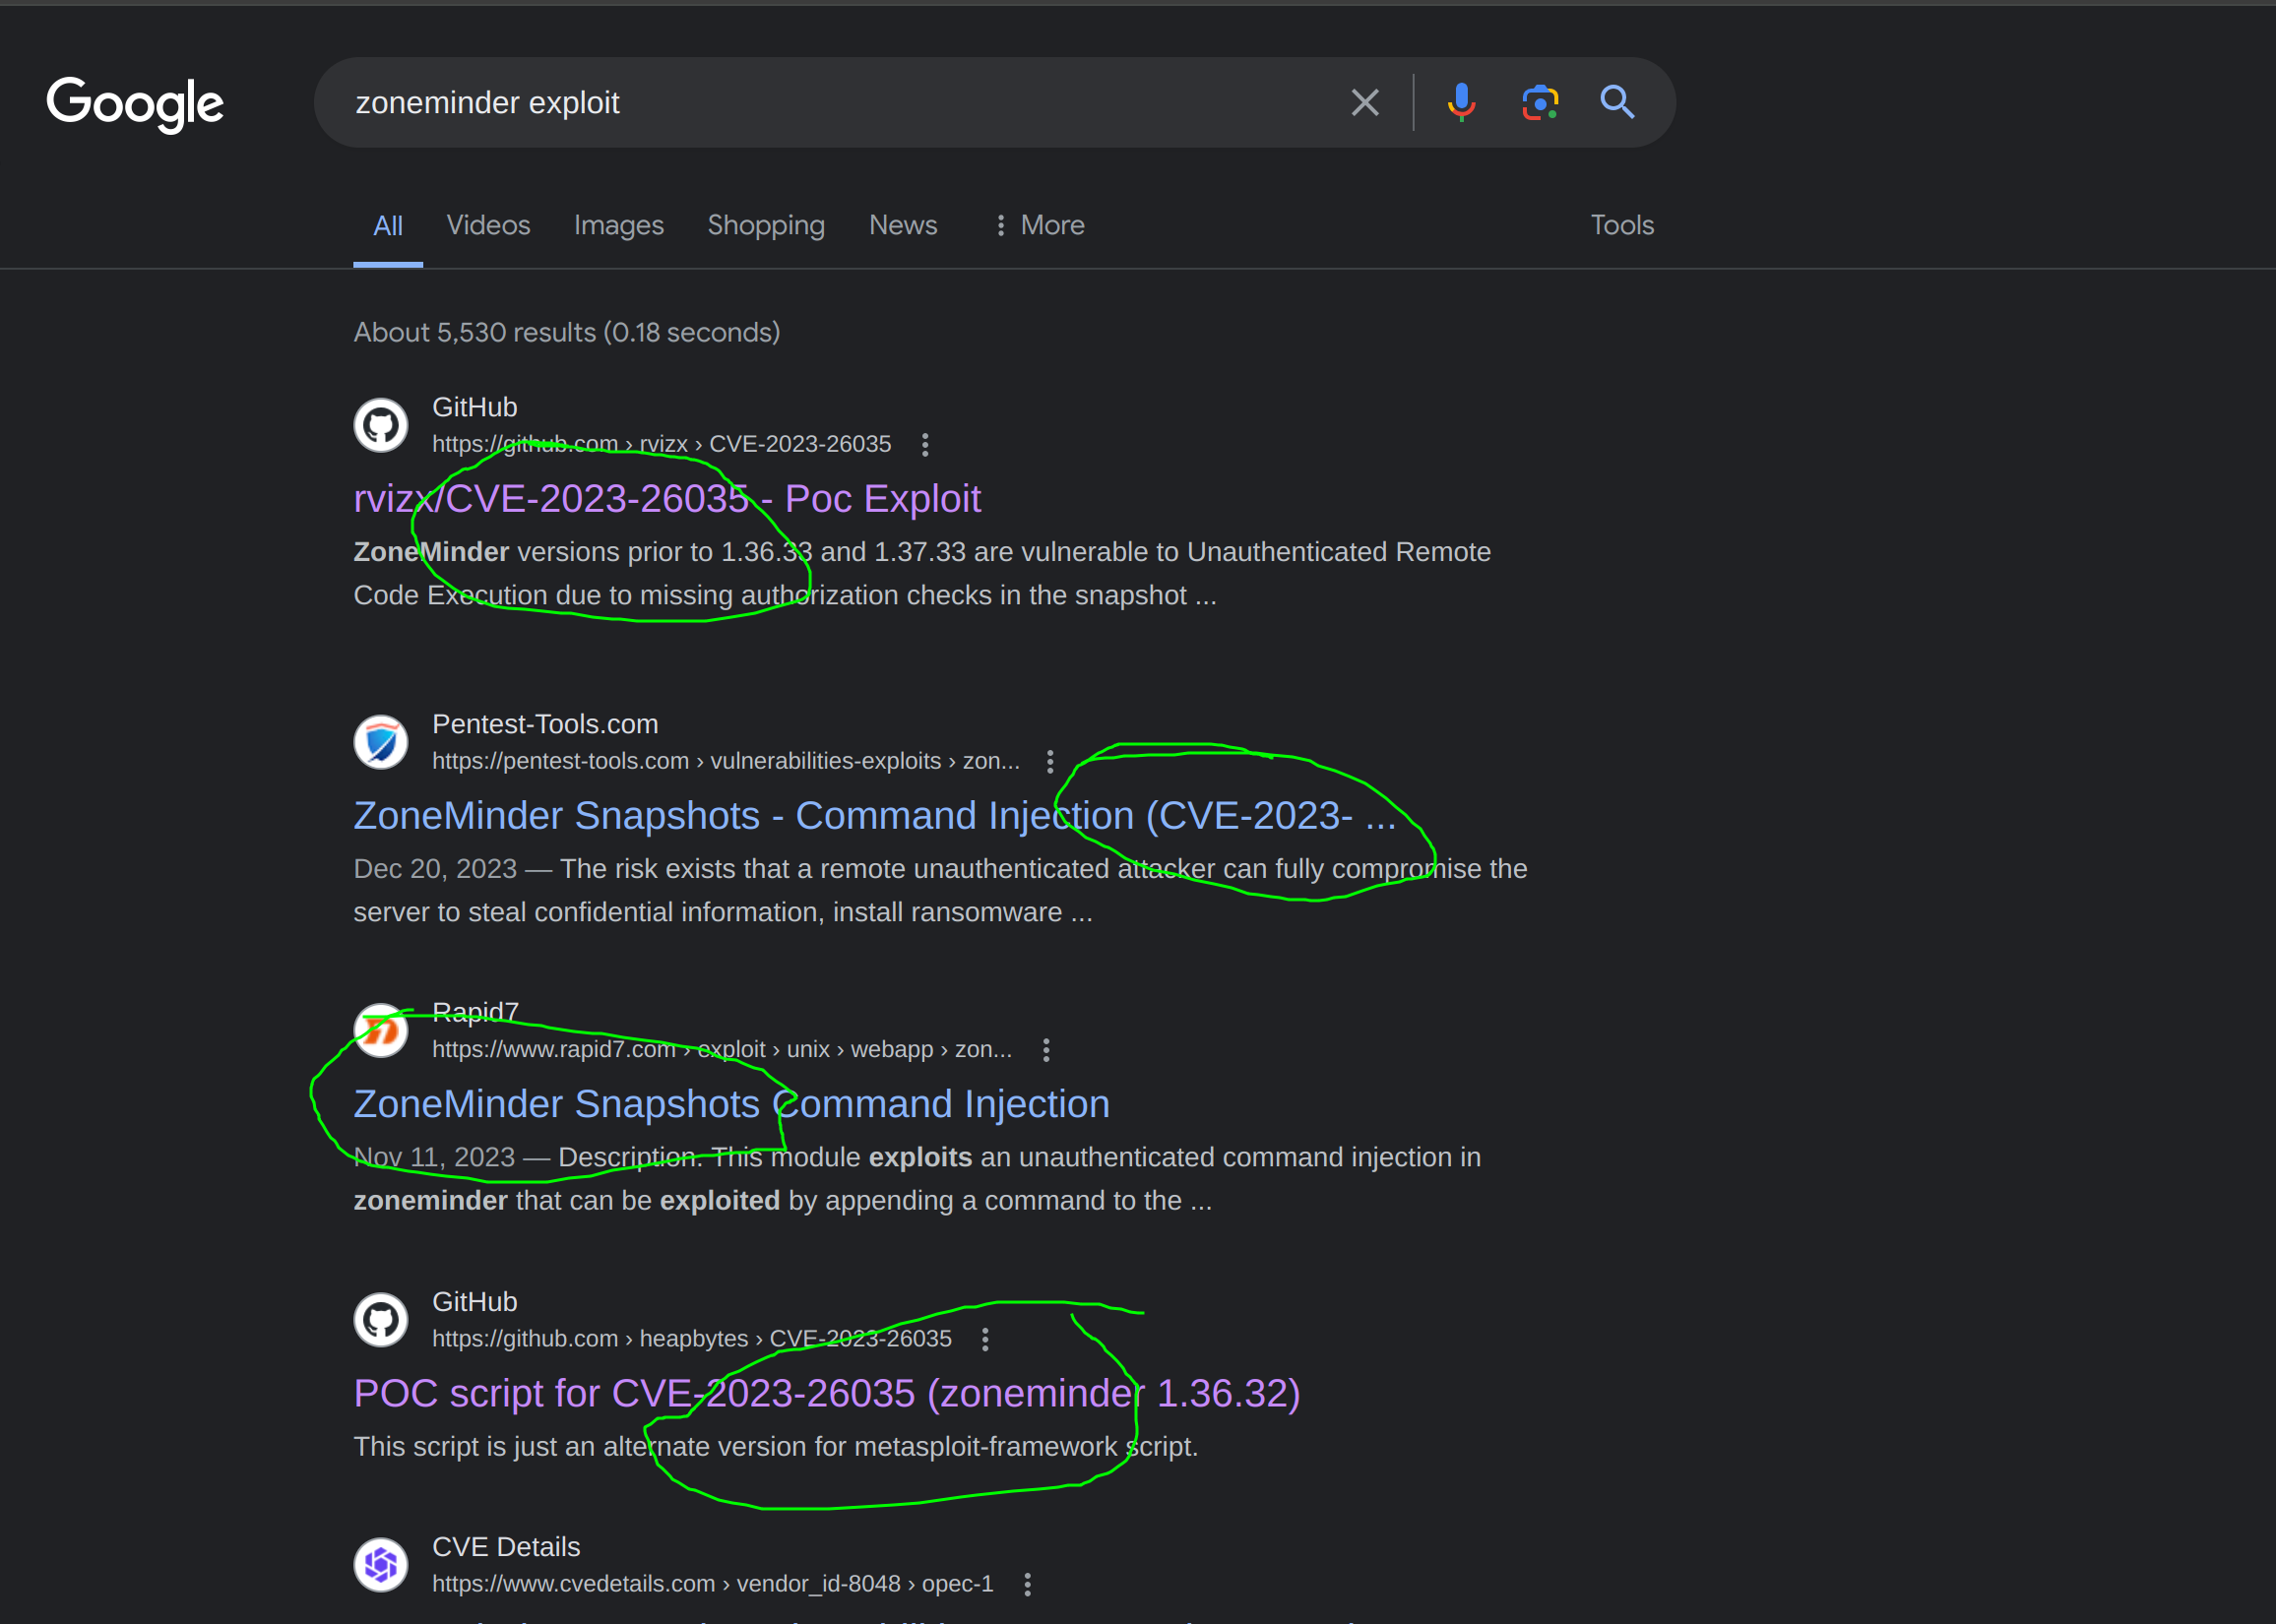 Google
zoneminder exploit
All Videos Images Shopping News More Tools
About 5,530 results (0.18 seconds)
GitHub
https://github.com › rvizx › CVE-2023-26035
rvizx/CVE-2023-26035 - Poc Exploit
ZoneMinder versions prior to 1.36.33 and 1.37.33 are vulnerable to Unauthenticated Remote
Code Execution due to missing authorization checks in the snapshot ...
Pentest-Tools.com
https://pentest-tools.com › vulnerabilities-exploits › zon...
ZoneMinder Snapshots - Command Injection (CVE-2023- ...
Dec 20, 2023 — The risk exists that a remote unauthenticated attacker can fully compromise the
server to steal confidential information, install ransomware ...
Rapid7
https://www.rapid7.com › exploit › unix › webapp › zon...
ZoneMinder Snapshots Command Injection
Nov 11, 2023 — Description. This module exploits an unauthenticated command injection in
zoneminder that can be exploited by appending a command to the ...
GitHub
https://github.com › heapbytes › CVE-2023-26035
POC script for CVE-2023-26035 (zoneminder 1.36.32)
This script is just an alternate version for metasploit-framework script.
CVE Details
https://www.cvedetails.com › vendor_id-8048 › opec-1